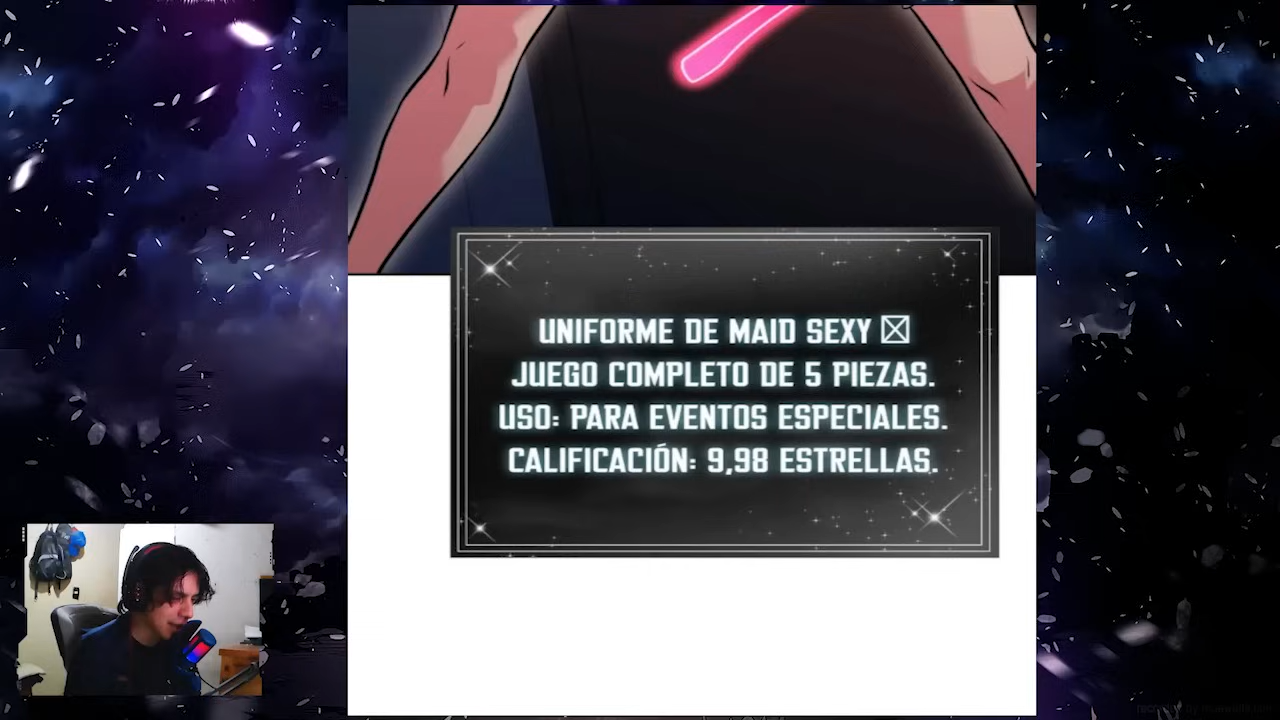 UNIFORME DE MAID SEXY
JUEGO COMPLETO DE 5 PIEZAS.
USO: PARA EVENTOS ESPECIALES.
CALIFICACIÓN: 9,98 ESTRELLAS.